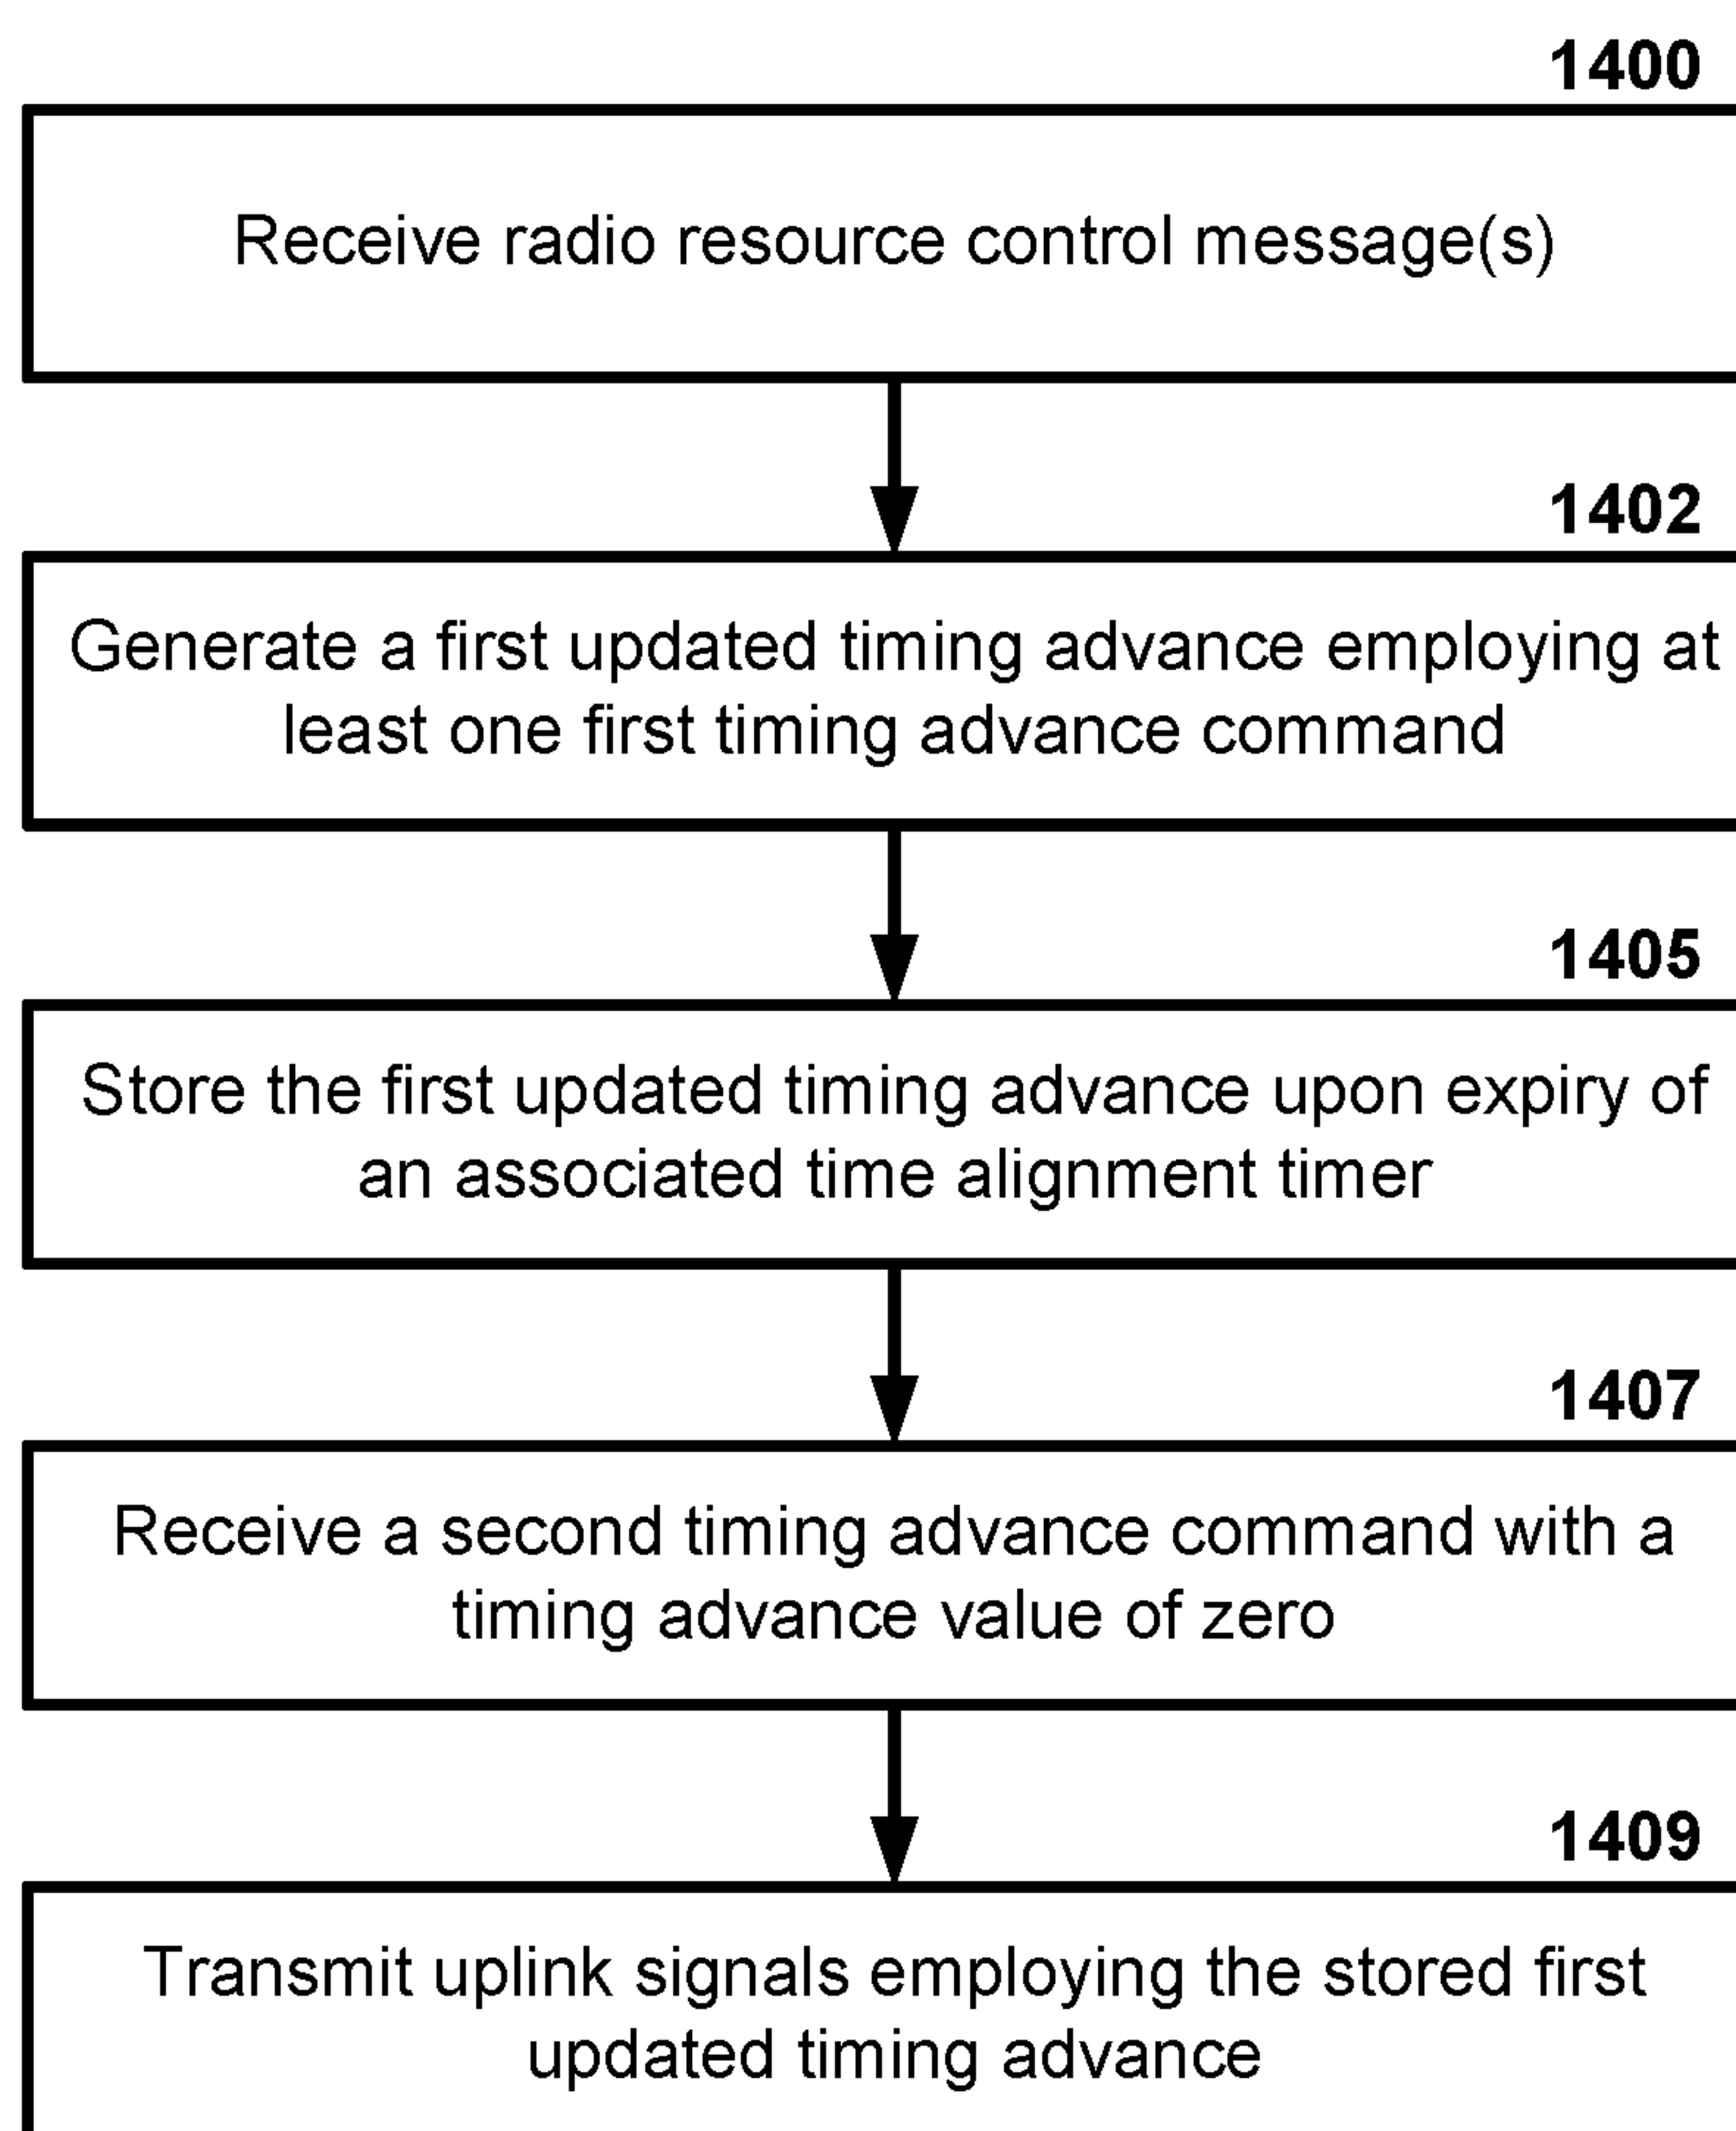 1400
Receive radio resource control message(s)
1402
Generate a first updated timing advance employing at
least one first timing advance command
1405
Store the first updated timing advance upon expiry of
an associated time alignment timer
1407
Receive a second timing advance command with a
timing advance value of zero
1409
Transmit uplink signals employing the stored first
updated timing advance